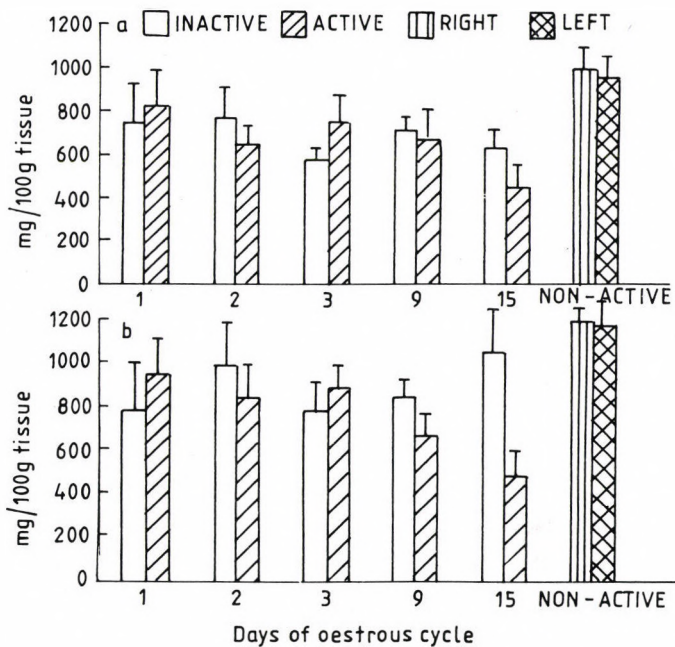 a INACTIVE ACTIVE RIGHT LEFT
1000
800
600
400
200
0
mg/100g tissue
1 2 3 9 15 NON-ACTIVE
b
1200
1000
800
600
400
200
0
mg/100g tissue
1 2 3 9 15 NON-ACTIVE
Days of oestrous cycle